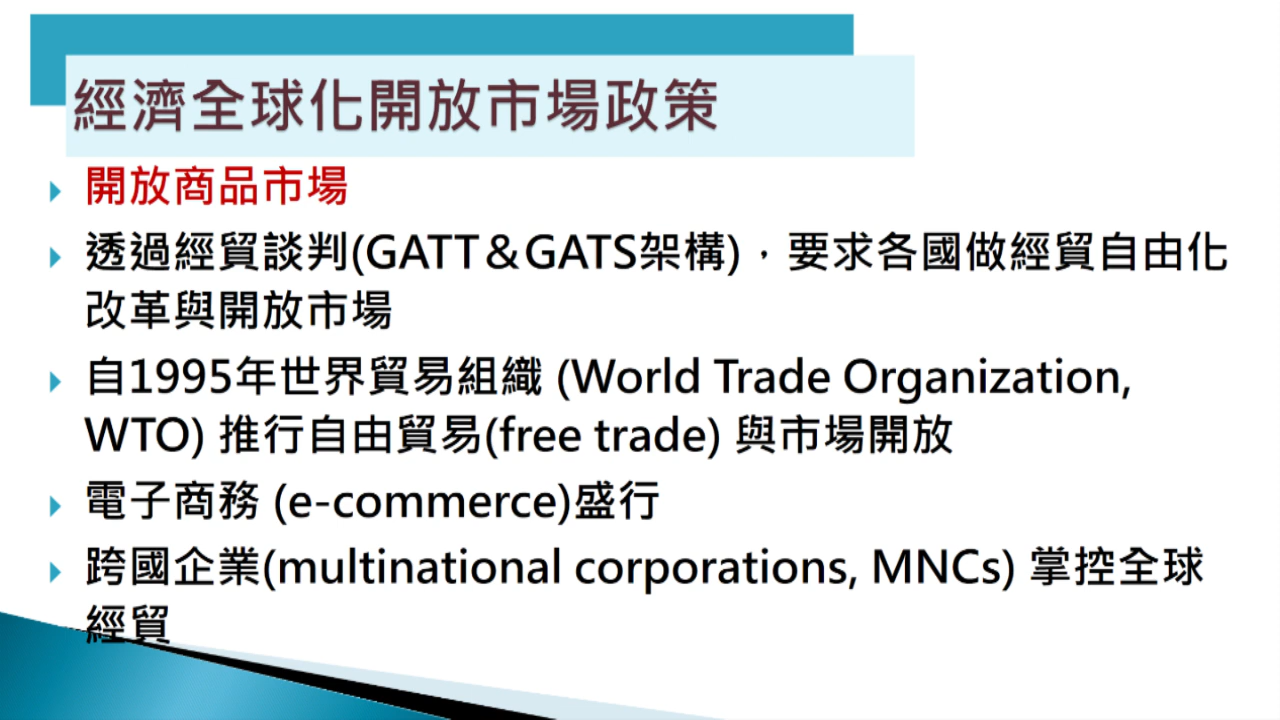 經濟全球化開放市場政策
開放商品市場
透過經貿談判(GATT＆GATS架構)，要求各國做經貿自由化
改革與開放市場
自1995年世界貿易組織 (World Trade Organization,
WTO) 推行自由貿易(free trade) 與市場開放
電子商務 (e-commerce)盛行
跨國企業(multinational corporations, MNCs) 掌控全球
經貿